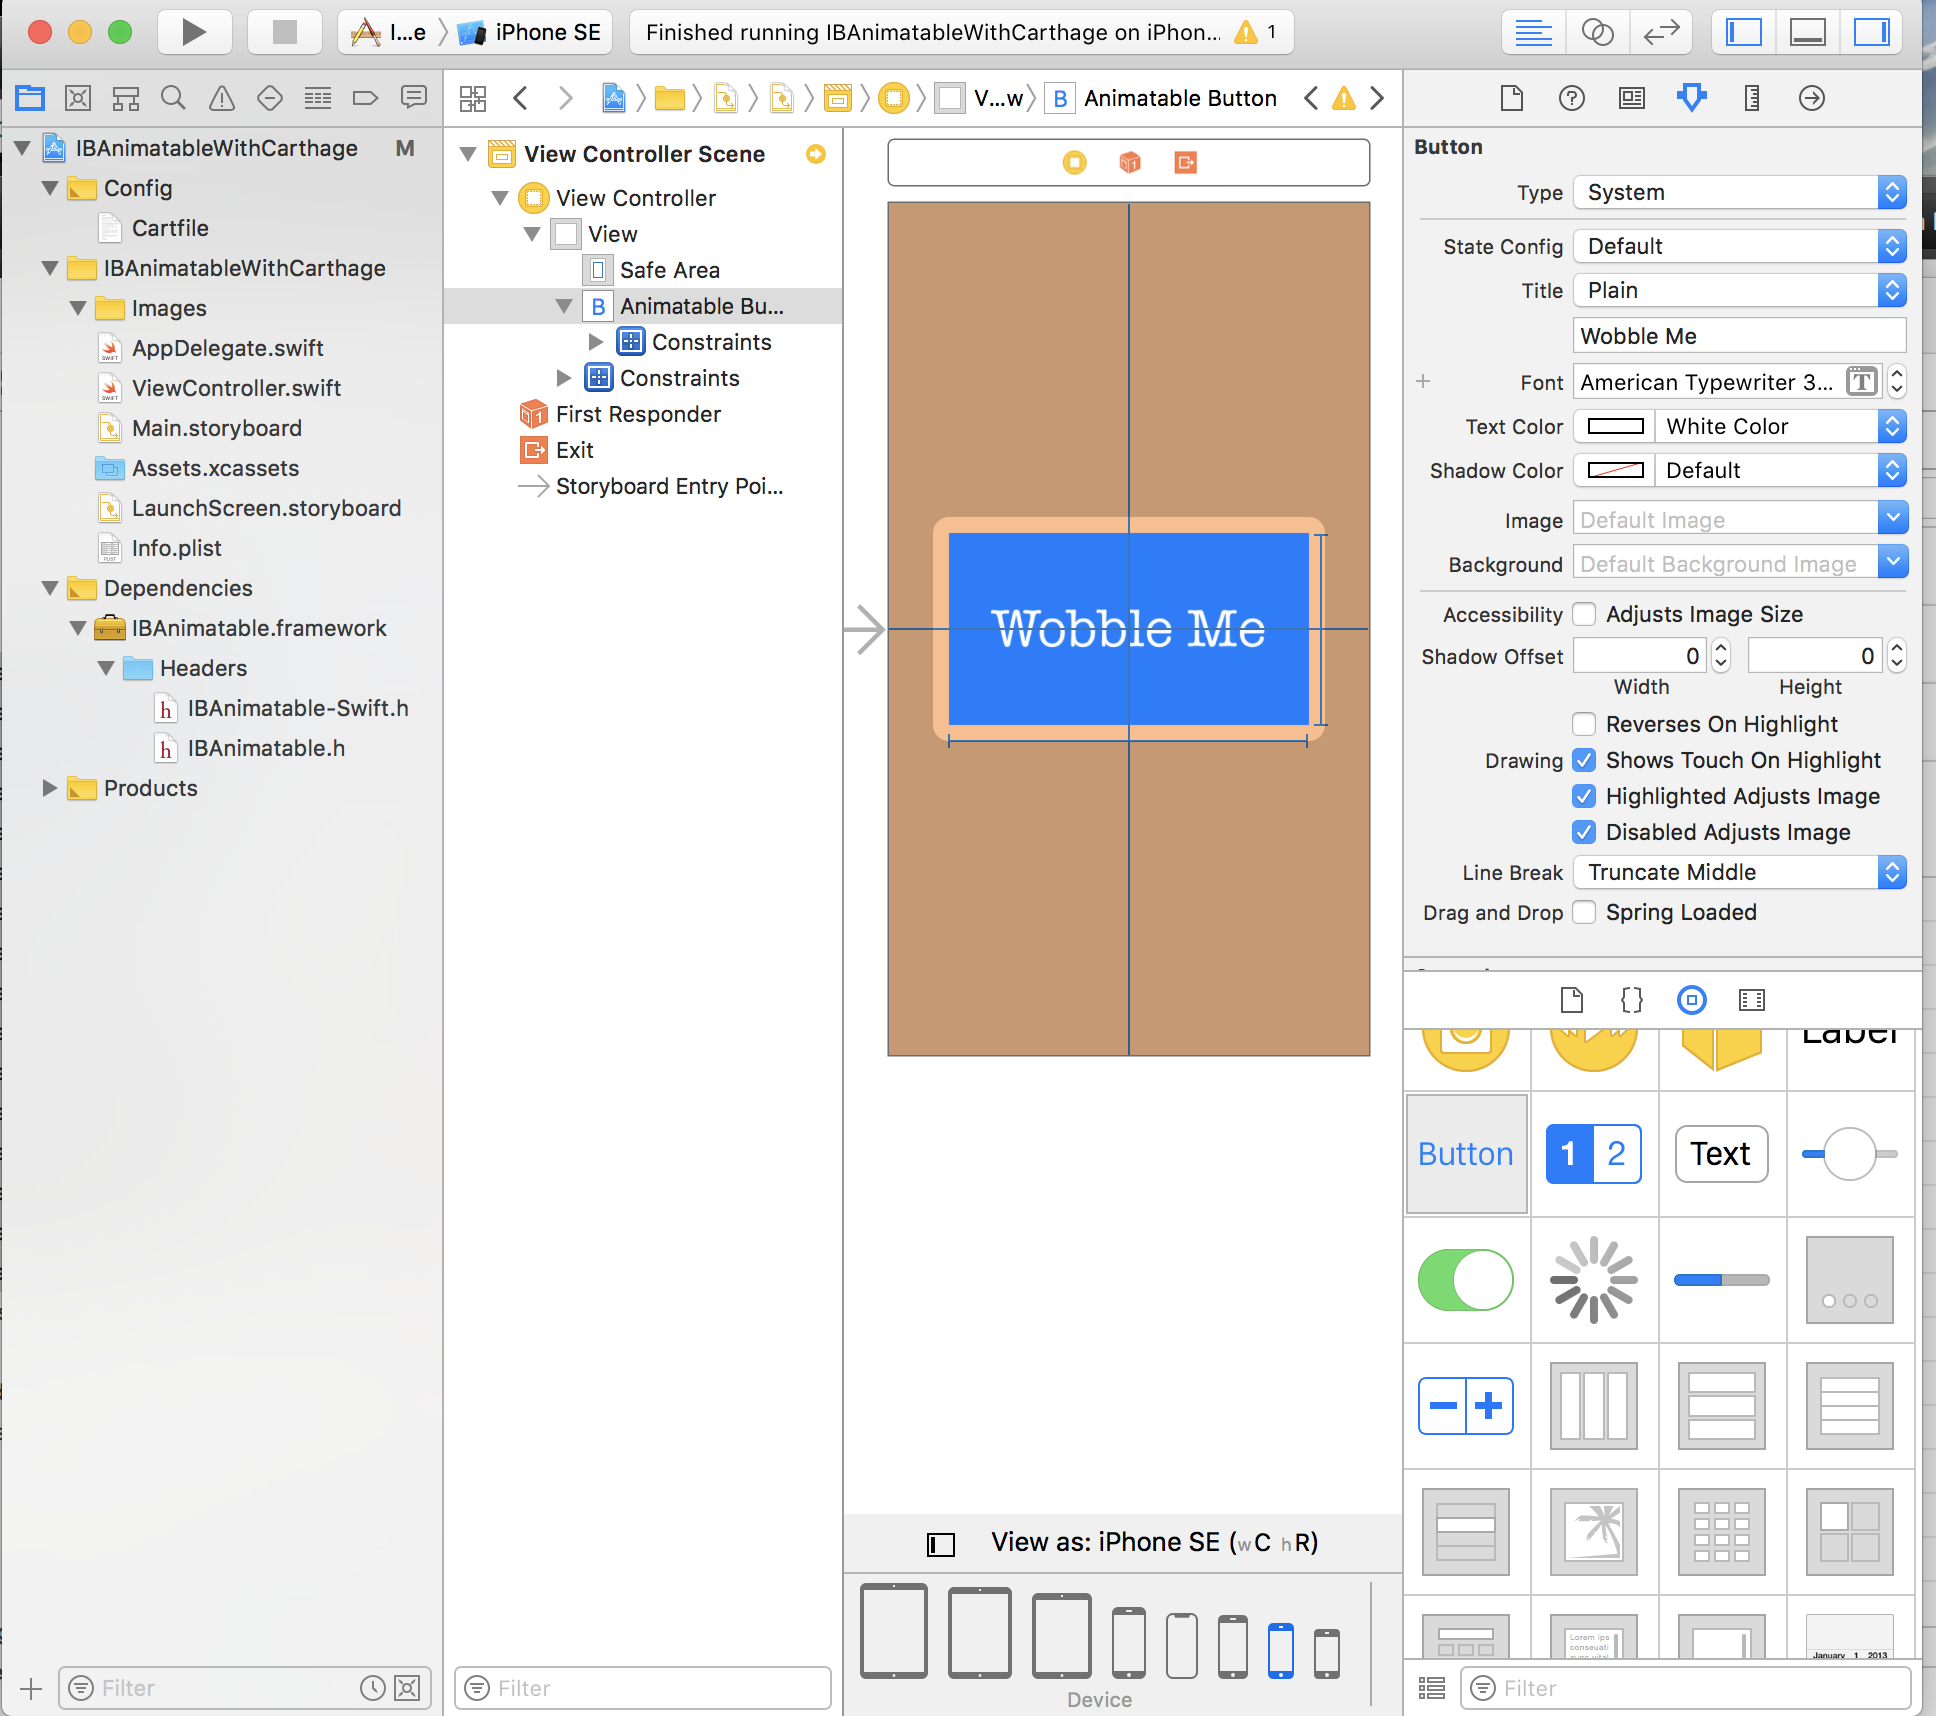 I...e iPhone SE Finished running IBAnimatableWithCarthage on iPhon... 1
V...w B Animatable Button
IBAnimatableWithCarthage M
Config
Cartfile
IBAnimatableWithCarthage
Images
AppDelegate.swift
ViewController.swift
Main.storyboard
Assets.xcassets
LaunchScreen.storyboard
Info.plist
Dependencies
IBAnimatable.framework
Headers
h IBAnimatable-Swift.h
h IBAnimatable.h
Products
Filter
View Controller Scene
View Controller
View
Safe Area
B Animatable Bu...
Constraints
Constraints
First Responder
Exit
Storyboard Entry Poi...
Filter
Wobble Me
View as: iPhone SE (wC hR)
Device
Button
Type System
State Config Default
Title Plain
Wobble Me
Font American Typewriter 3... T
Text Color White Color
Shadow Color Default
Image Default Image
Background Default Background Image
Accessibility Adjusts Image Size
Shadow Offset 0 0
Width Height
Reverses On Highlight
Drawing Shows Touch On Highlight
Highlighted Adjusts Image
Disabled Adjusts Image
Line Break Truncate Middle
Drag and Drop Spring Loaded
{}
Label
Button 1 2 Text
Lorem ips
conseuati
January 1 2013
Filter